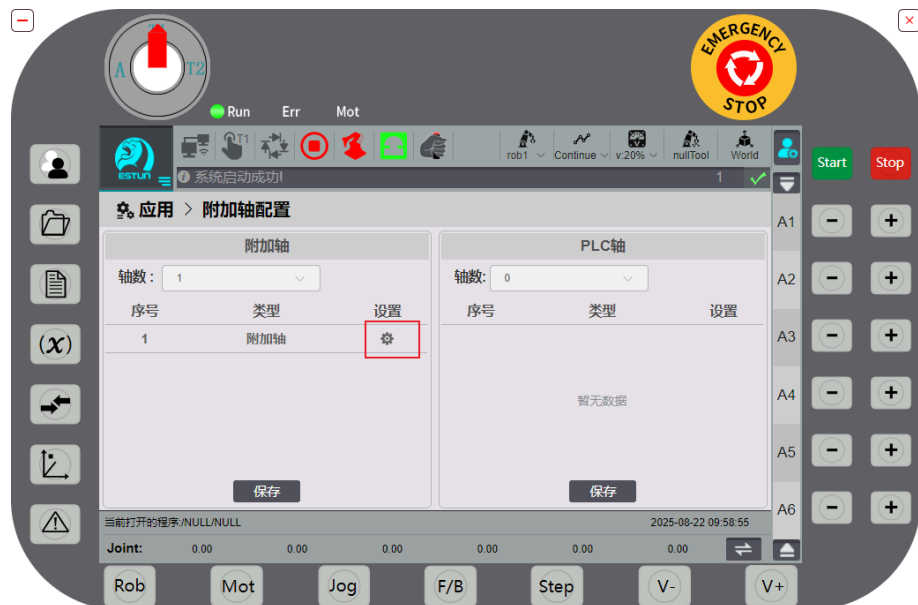 EMERGENCY
STOP
A
T2
Run Err Mot
ESTUN
T1
rob1 Continue v:20% nullTool World
系统启动成功! 1
Start Stop
应用 > 附加轴配置
附加轴
轴数: 1
序号 类型 设置
1 附加轴
保存
PLC轴
轴数: 0
序号 类型 设置
暂无数据
保存
A1
A2
A3
A4
A5
A6
(x)
当前打开的程序:/NULL/NULL 2025-08-22 09:58:55
Joint: 0.00 0.00 0.00 0.00 0.00 0.00
Rob Mot Jog F/B Step V- V+